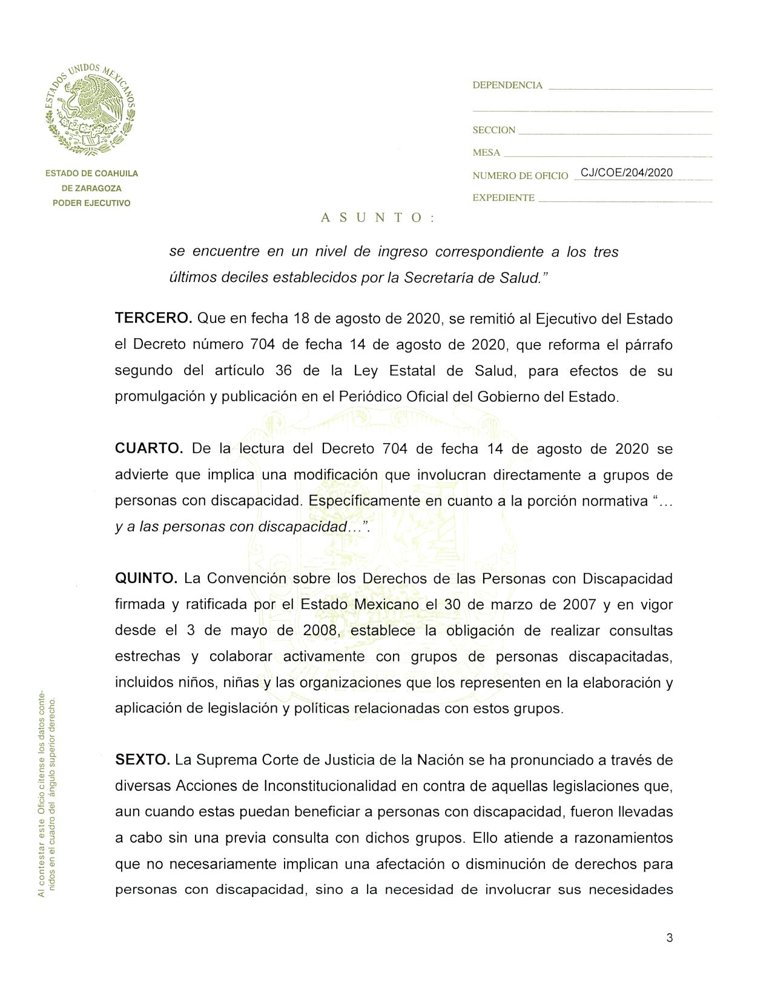 ESTADOS UNIDOS MEXICANOS
ESTADO DE COAHUILA
DE ZARAGOZA
PODER EJECUTIVO
DEPENDENCIA
SECCION
MESA
NUMERO DE OFICIO CJ/COE/204/2020
EXPEDIENTE
ASUNTO:
se encuentre en un nivel de ingreso correspondiente a los tres
últimos deciles establecidos por la Secretaría de Salud.”
TERCERO. Que en fecha 18 de agosto de 2020, se remitió al Ejecutivo del Estado
el Decreto número 704 de fecha 14 de agosto de 2020, que reforma el párrafo
segundo del artículo 36 de la Ley Estatal de Salud, para efectos de su
promulgación y publicación en el Periódico Oficial del Gobierno del Estado.
CUARTO. De la lectura del Decreto 704 de fecha 14 de agosto de 2020 se
advierte que implica una modificación que involucran directamente a grupos de
personas con discapacidad. Específicamente en cuanto a la porción normativa “…
y a las personas con discapacidad…”.
QUINTO. La Convención sobre los Derechos de las Personas con Discapacidad
firmada y ratificada por el Estado Mexicano el 30 de marzo de 2007 y en vigor
desde el 3 de mayo de 2008, establece la obligación de realizar consultas
estrechas y colaborar activamente con grupos de personas discapacitadas,
incluidos niños, niñas y las organizaciones que los representen en la elaboración y
aplicación de legislación y políticas relacionadas con estos grupos.
SEXTO. La Suprema Corte de Justicia de la Nación se ha pronunciado a través de
diversas Acciones de Inconstitucionalidad en contra de aquellas legislaciones que,
aun cuando estas puedan beneficiar a personas con discapacidad, fueron llevadas
a cabo sin una previa consulta con dichos grupos. Ello atiende a razonamientos
que no necesariamente implican una afectación o disminución de derechos para
personas con discapacidad, sino a la necesidad de involucrar sus necesidades
Al contestar este Oficio cítense los datos conte-
nidos en el cuadro del ángulo superior derecho.
3